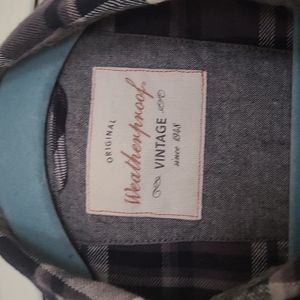 ORIGINAL
Weatherproof
VINTAGE
since 1948